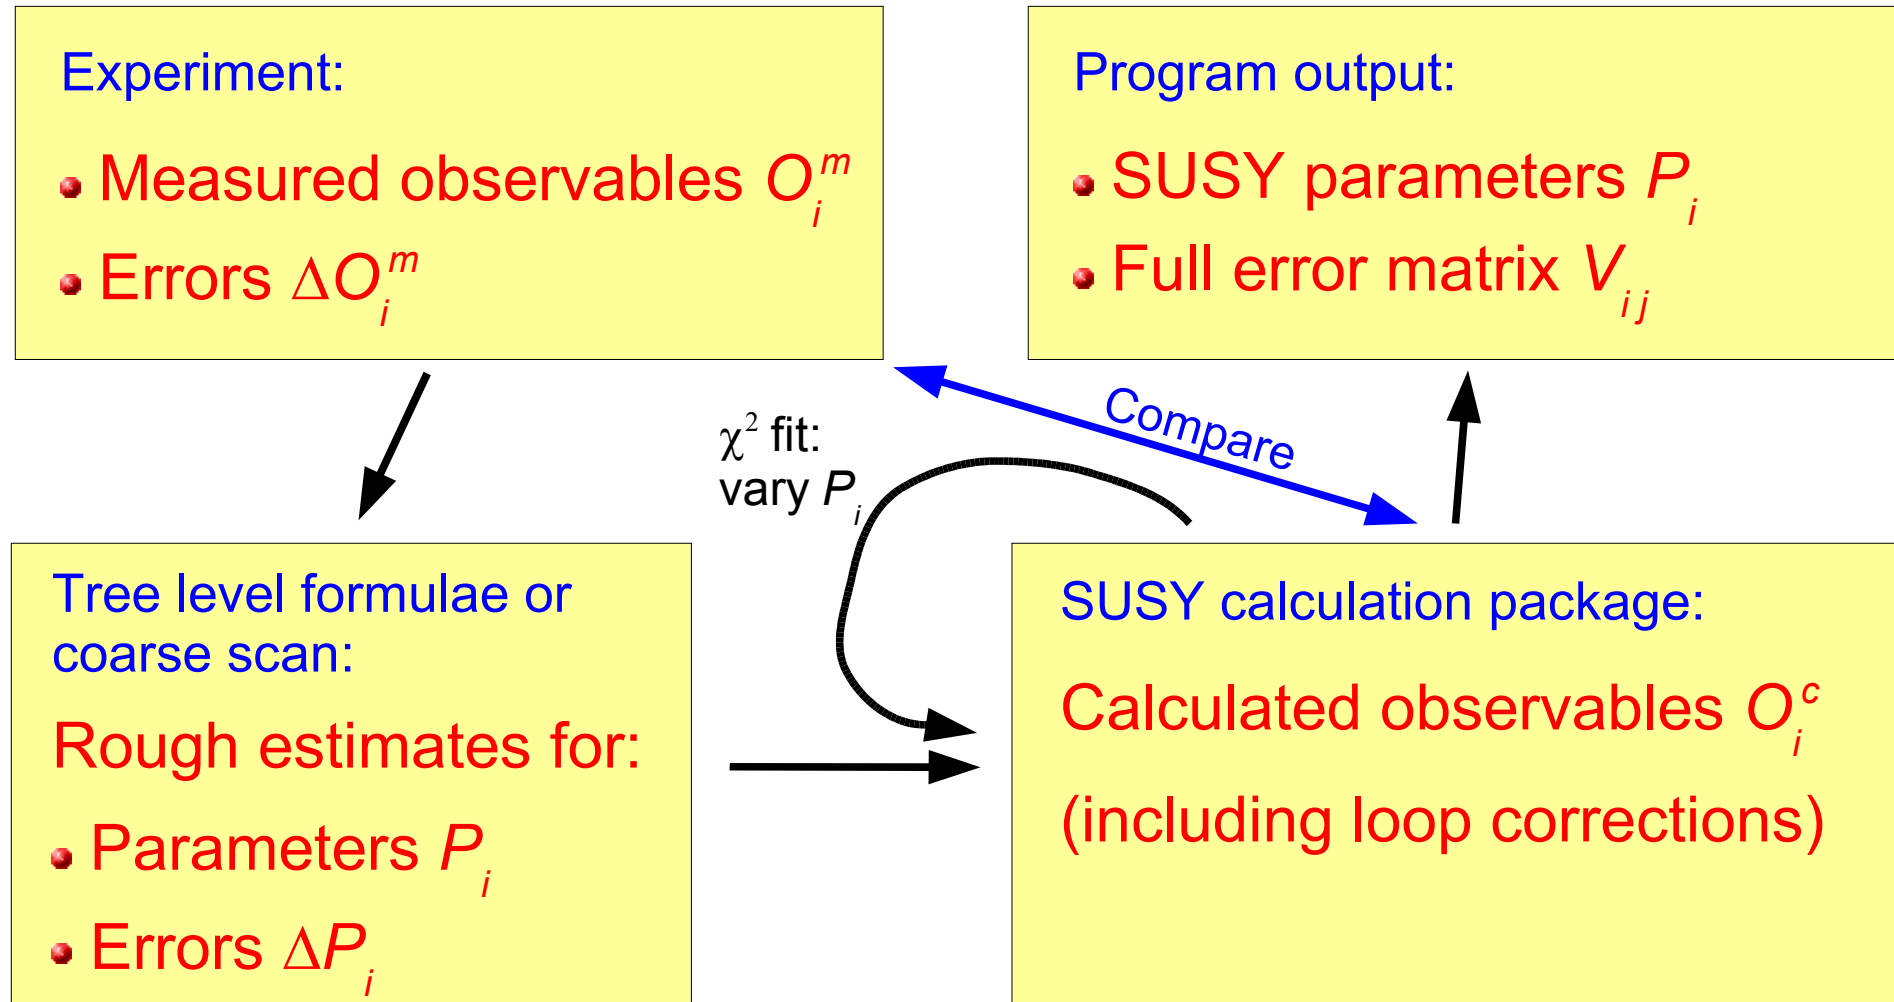 Experiment:
• Measured observables O_i^m
• Errors ΔO_i^m
Program output:
• SUSY parameters P_i
• Full error matrix V_ij
Compare
χ² fit:
vary P_i
Tree level formulae or
coarse scan:
Rough estimates for:
• Parameters P_i
• Errors ΔP_i
SUSY calculation package:
Calculated observables O_i^c
(including loop corrections)